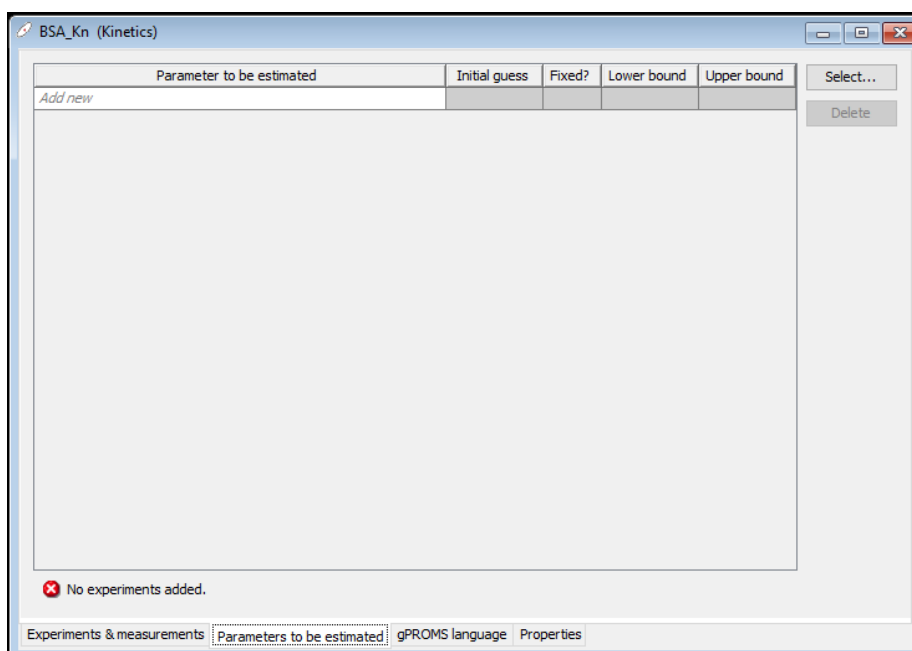 BSA_Kn (Kinetics)
Parameter to be estimated Initial guess Fixed? Lower bound Upper bound
Add new
Select...
Delete
No experiments added.
Experiments & measurements Parameters to be estimated gPROMS language Properties